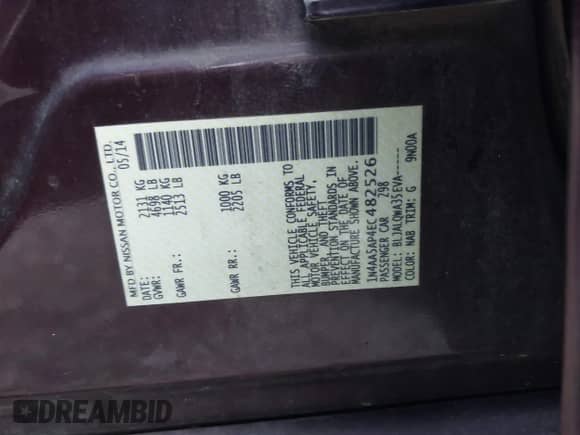 MFD BY NISSAN MOTOR CO., LTD.
05/14
GVWR: 2131 KG
4698 LB
GAWR FR: 1140 KG
2513 LB
GAWR RR: 1000 KG
2205 LB
THIS VEHICLE CONFORMS TO
ALL APPLICABLE FEDERAL
MOTOR VEHICLE SAFETY,
BUMPER, AND THEFT
PREVENTION STANDARDS IN
EFFECT ON THE DATE OF
MANUFACTURE SHOWN ABOVE.
1N4AA5AP4EC482526
PASSENGER CAR 298
MODEL: BLJALQWA35EVA-----
COLOR: NAB TRIM: G 9N00A
DREAMBID